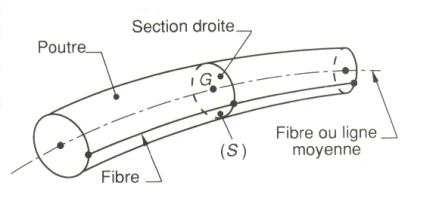 Section droite
Poutre
G
Fibre ou ligne
moyenne
(S)
Fibre